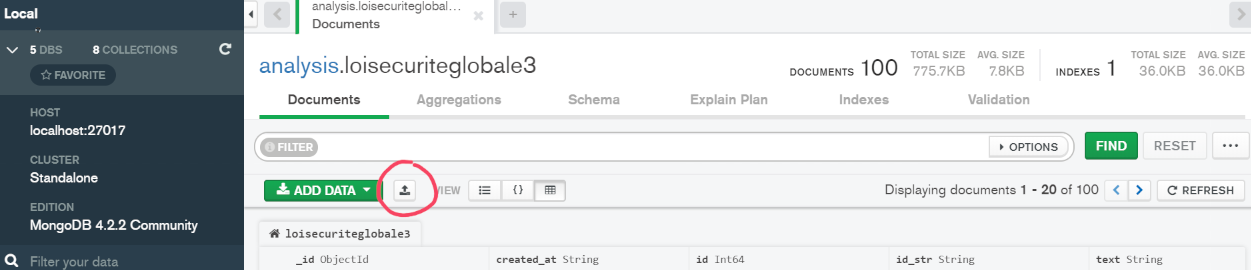 Local
5 DBS 8 COLLECTIONS
FAVORITE
HOST
localhost:27017
CLUSTER
Standalone
EDITION
MongoDB 4.2.2 Community
Filter your data
analysis.loisecuriteglobal...
Documents
analysis.loisecuriteglobale3
DOCUMENTS 100
TOTAL SIZE AVG. SIZE
775.7KB 7.8KB
INDEXES 1
TOTAL SIZE AVG. SIZE
36.0KB 36.0KB
Documents Aggregations Schema Explain Plan Indexes Validation
FILTER OPTIONS FIND RESET ...
ADD DATA VIEW {} Displaying documents 1 - 20 of 100 < > REFRESH
loisecuriteglobale3
_id ObjectId created_at String id Int64 id_str String text String